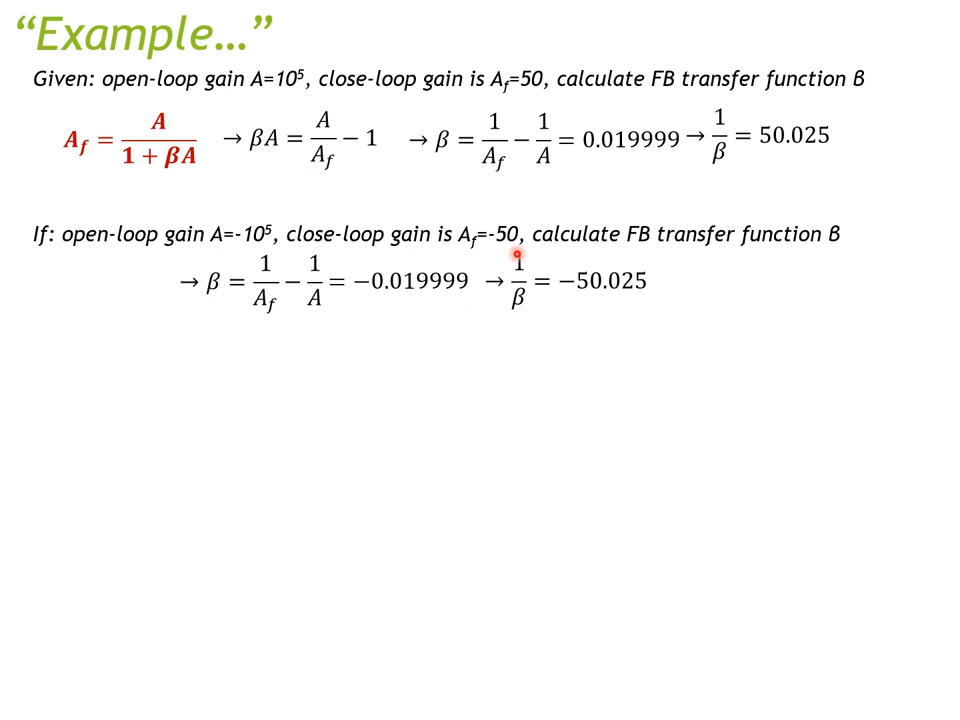 “Example…”
Given: open-loop gain A=10⁵, close-loop gain is A_f=50, calculate FB transfer function β
A_f = A / (1 + βA) → βA = A / A_f − 1 → β = 1 / A_f − 1 / A = 0.019999 → 1 / β = 50.025
If: open-loop gain A=-10⁵, close-loop gain is A_f=-50, calculate FB transfer function β
→ β = 1 / A_f − 1 / A = −0.019999 → 1 / β = −50.025